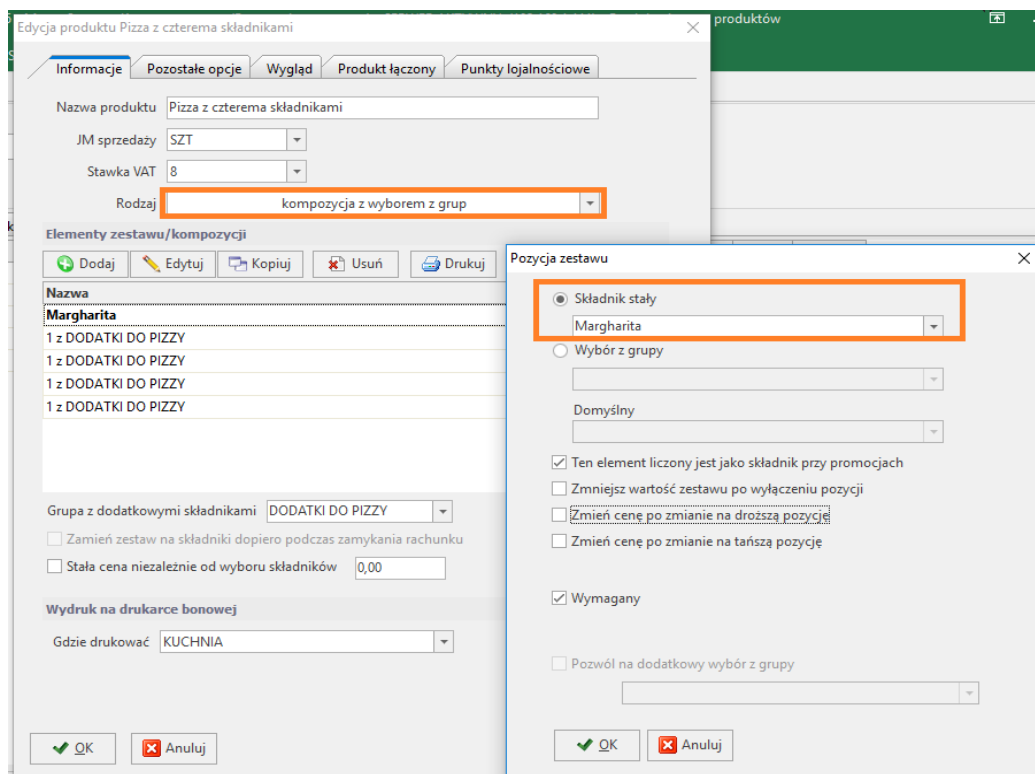 produktów
Edycja produktu Pizza z czterema składnikami
Informacje Pozostałe opcje Wygląd Produkt łączony Punkty lojalnościowe
Nazwa produktu Pizza z czterema składnikami
JM sprzedaży SZT
Stawka VAT 8
Rodzaj kompozycja z wyborem z grup
Elementy zestawu/kompozycji
Dodaj Edytuj Kopiuj Usuń Drukuj
Nazwa
Margharita
1 z DODATKI DO PIZZY
1 z DODATKI DO PIZZY
1 z DODATKI DO PIZZY
1 z DODATKI DO PIZZY
Grupa z dodatkowymi składnikami DODATKI DO PIZZY
Zamień zestaw na składniki dopiero podczas zamykania rachunku
Stała cena niezależnie od wyboru składników 0,00
Wydruk na drukarce bonowej
Gdzie drukować KUCHNIA
OK Anuluj
Pozycja zestawu
Składnik stały
Margharita
Wybór z grupy
Domyślny
Ten element liczony jest jako składnik przy promocjach
Zmniejsz wartość zestawu po wyłączeniu pozycji
Zmień cenę po zmianie na droższą pozycję
Zmień cenę po zmianie na tańszą pozycję
Wymagany
Pozwól na dodatkowy wybór z grupy
OK Anuluj